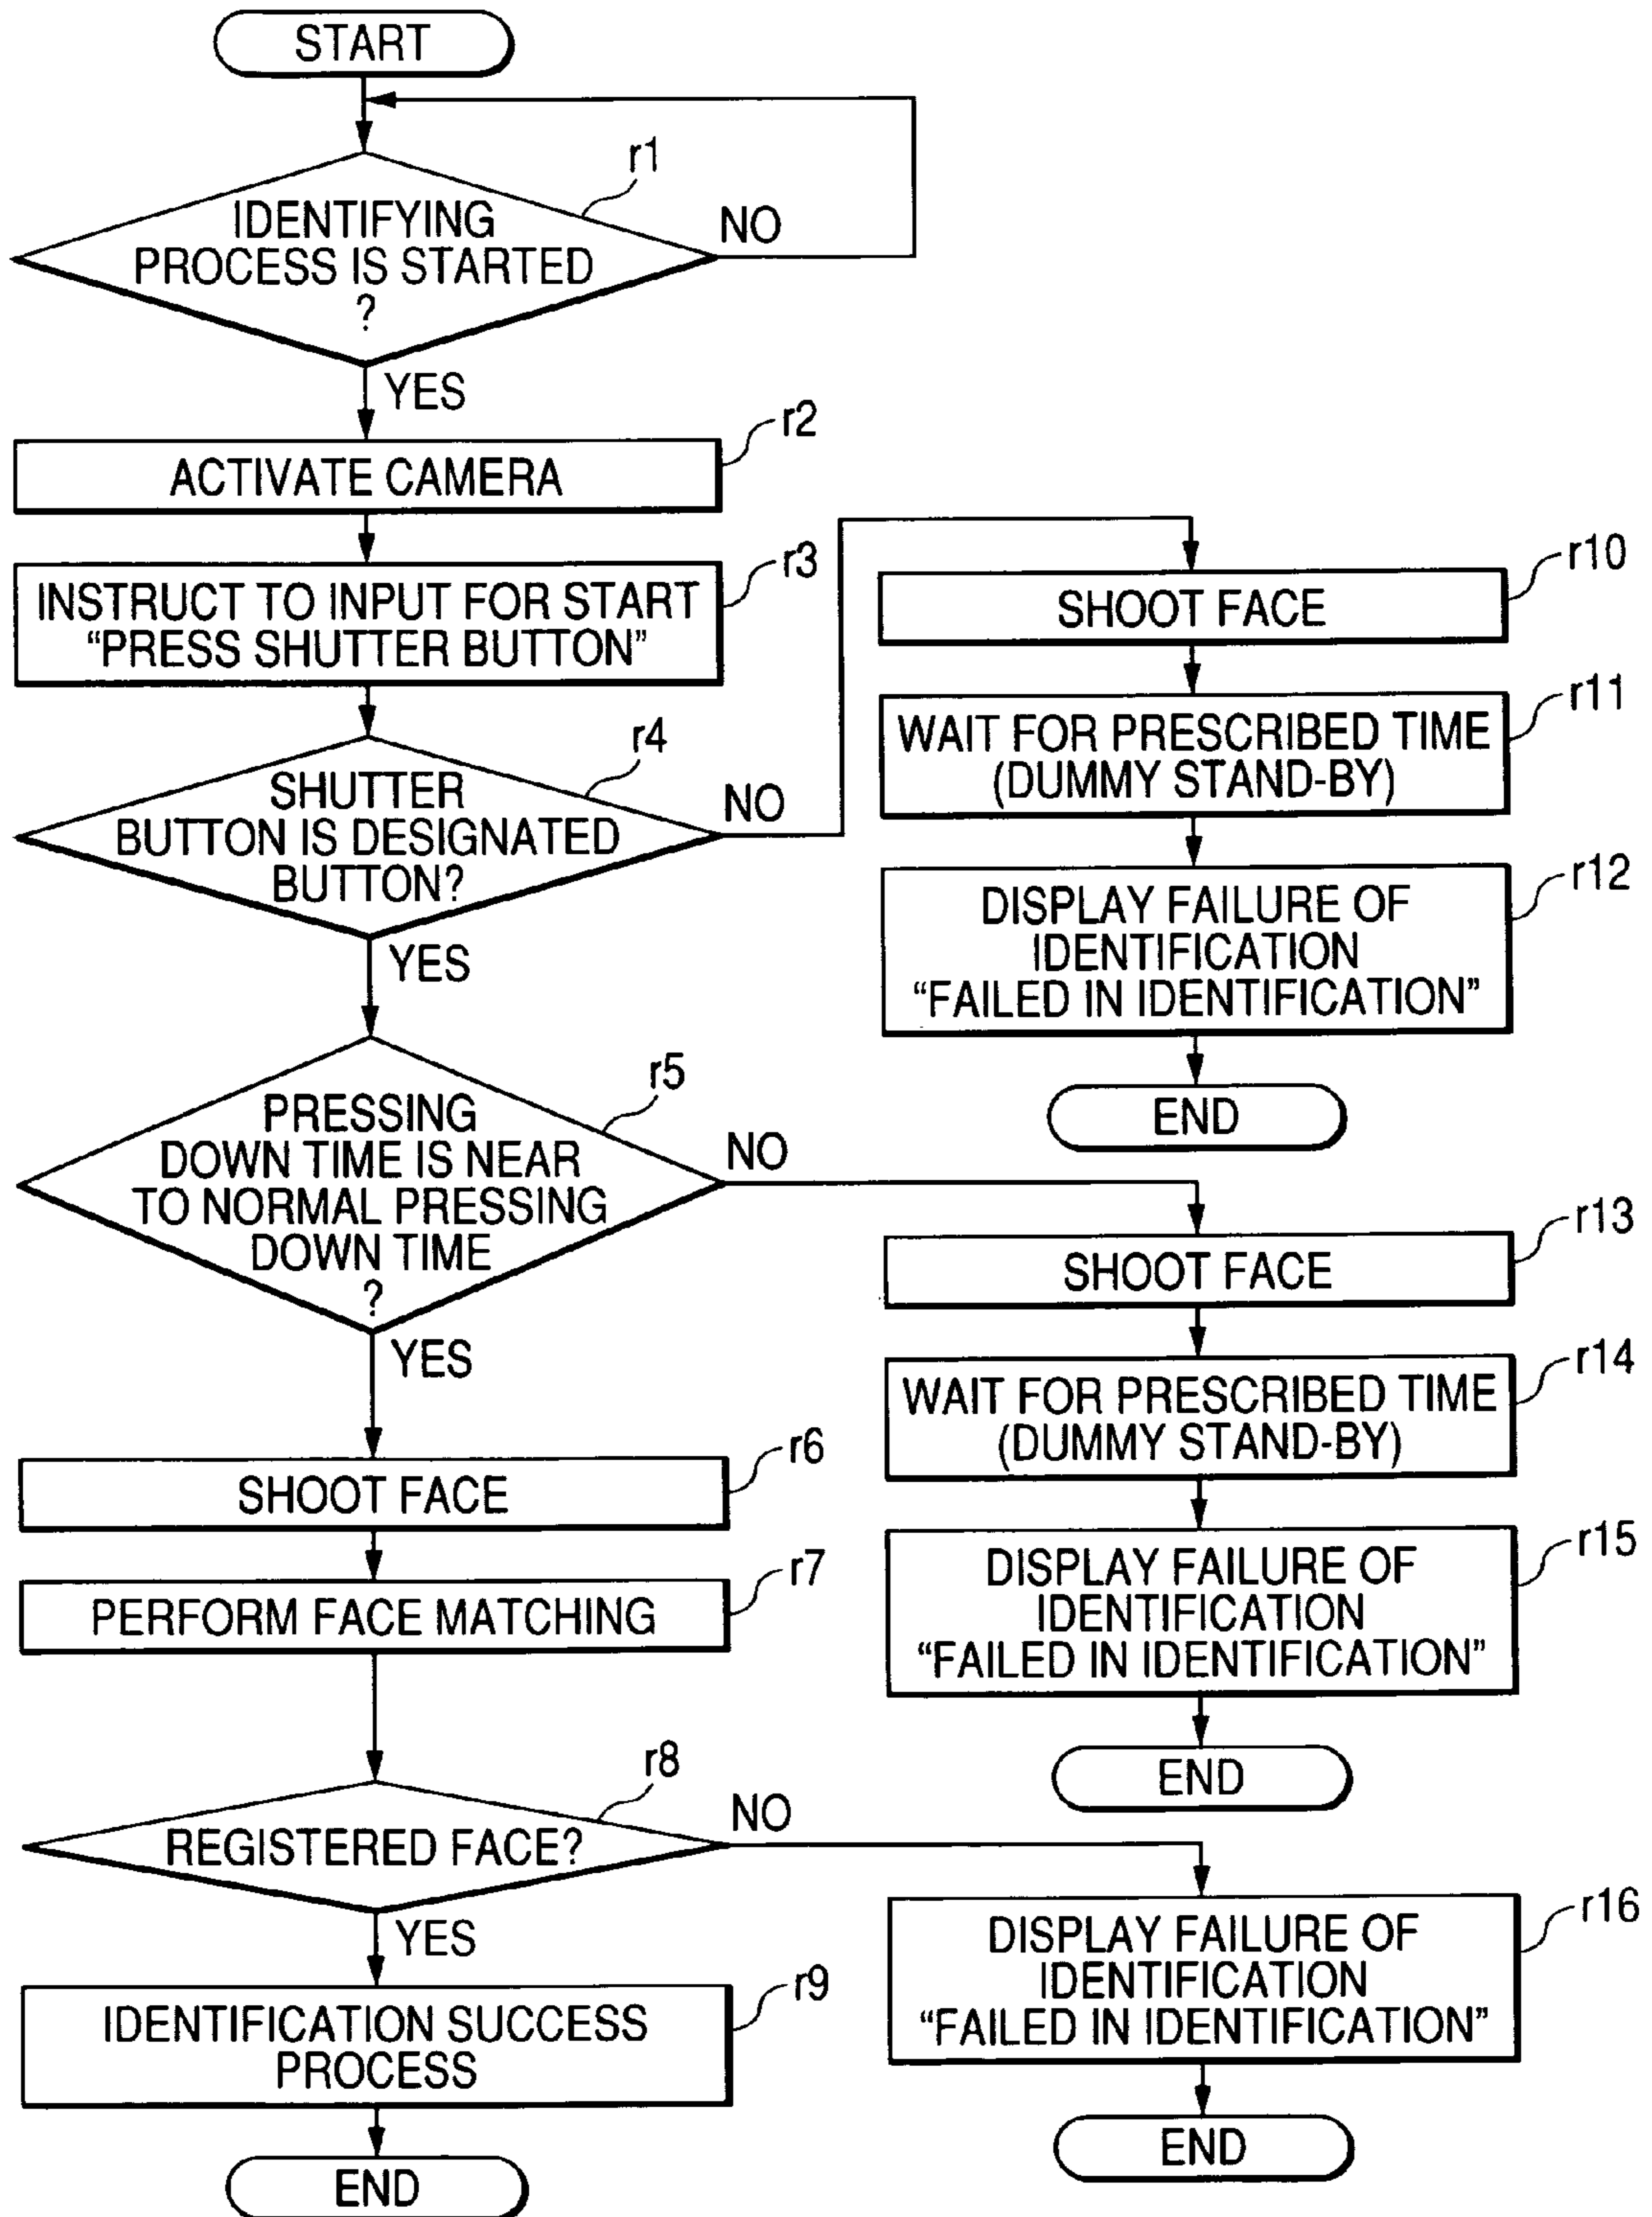 START
r1
IDENTIFYING
PROCESS IS STARTED
?
NO
YES
r2
ACTIVATE CAMERA
r3
INSTRUCT TO INPUT FOR START
“PRESS SHUTTER BUTTON”
r4
SHUTTER
BUTTON IS DESIGNATED
BUTTON?
NO
YES
r10
SHOOT FACE
r11
WAIT FOR PRESCRIBED TIME
(DUMMY STAND-BY)
r12
DISPLAY FAILURE OF
IDENTIFICATION
“FAILED IN IDENTIFICATION”
END
r5
PRESSING
DOWN TIME IS NEAR
TO NORMAL PRESSING
DOWN TIME
?
NO
YES
r13
SHOOT FACE
r14
WAIT FOR PRESCRIBED TIME
(DUMMY STAND-BY)
r15
DISPLAY FAILURE OF
IDENTIFICATION
“FAILED IN IDENTIFICATION”
END
r6
SHOOT FACE
r7
PERFORM FACE MATCHING
r8
REGISTERED FACE?
NO
YES
r16
DISPLAY FAILURE OF
IDENTIFICATION
“FAILED IN IDENTIFICATION”
END
r9
IDENTIFICATION SUCCESS
PROCESS
END